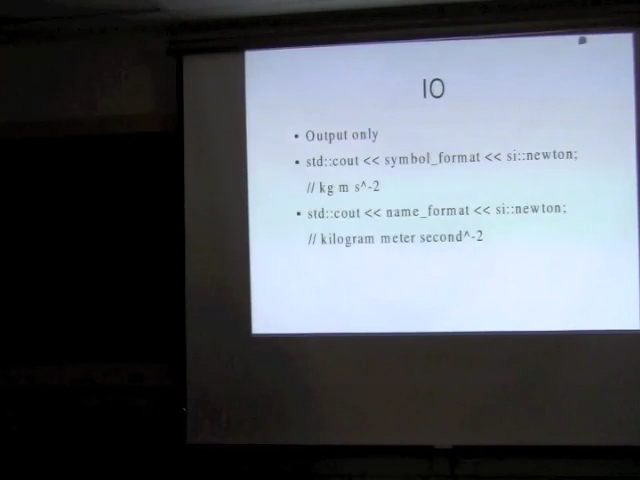 IO
• Output only
• std::cout << symbol_format << si::newton;
// kg m s^-2
• std::cout << name_format << si::newton;
// kilogram meter second^-2